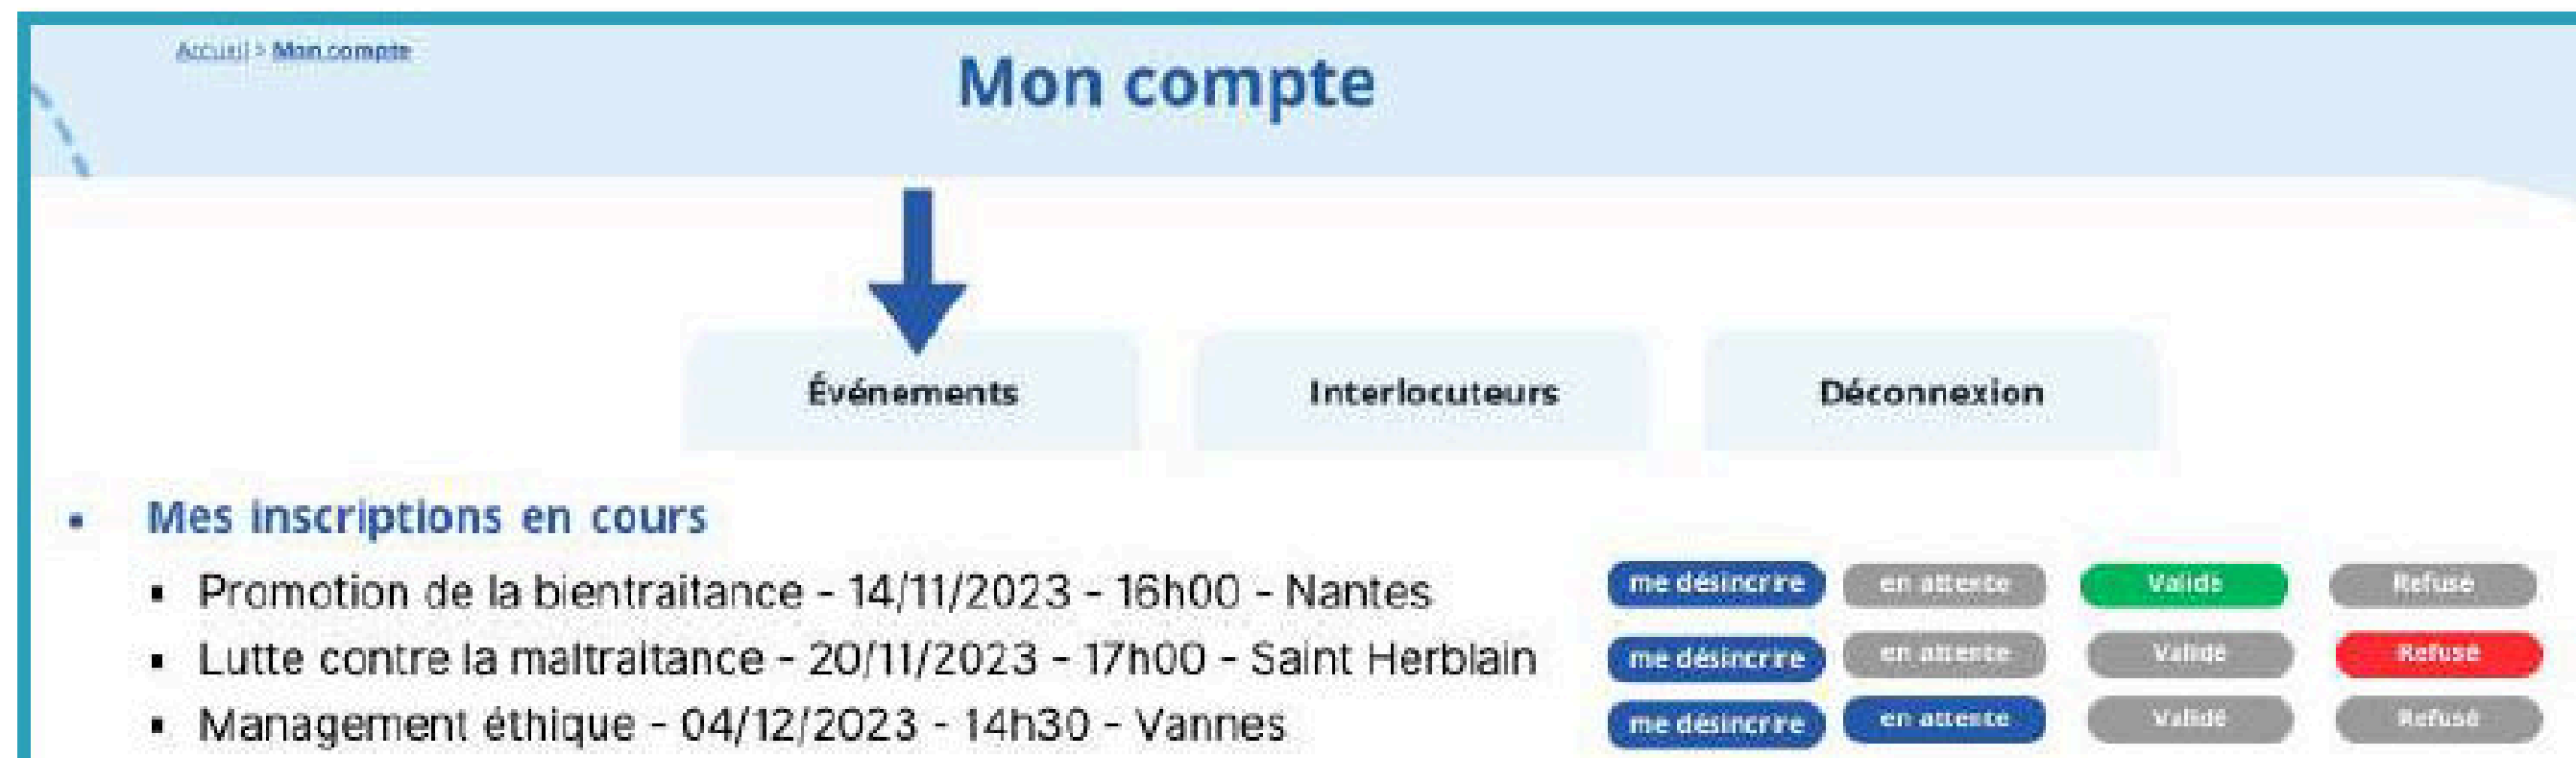 Accueil > Mon compte
Mon compte
Événements Interlocuteurs Déconnexion
▪ Mes inscriptions en cours
▪ Promotion de la bientraitance - 14/11/2023 - 16h00 - Nantes me désincrire en attente Validé Refusé
▪ Lutte contre la maltraitance - 20/11/2023 - 17h00 - Saint Herblain me désincrire en attente Validé Refusé
▪ Management éthique - 04/12/2023 - 14h30 - Vannes me désincrire en attente Validé Refusé